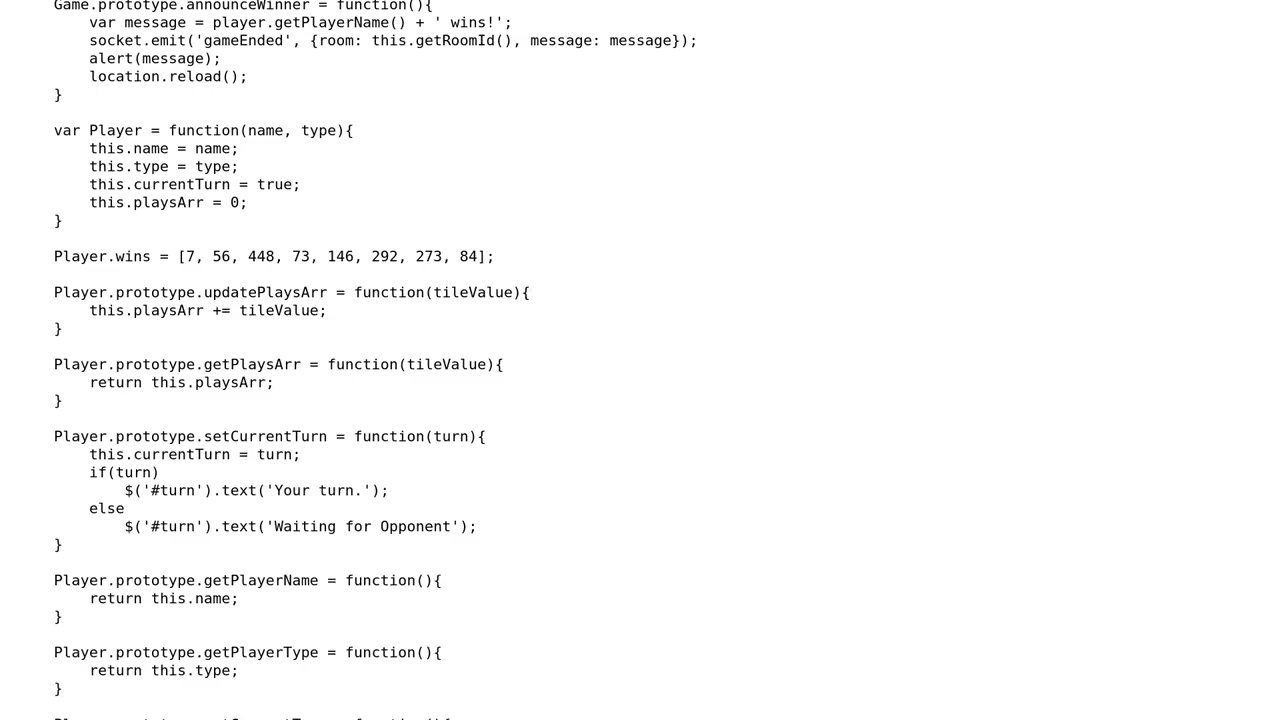 Game.prototype.announceWinner = function(){
    var message = player.getPlayerName() + ' wins!';
    socket.emit('gameEnded', {room: this.getRoomId(), message: message});
    alert(message);
    location.reload();
}

var Player = function(name, type){
    this.name = name;
    this.type = type;
    this.currentTurn = true;
    this.playsArr = 0;
}

Player.wins = [7, 56, 448, 73, 146, 292, 273, 84];

Player.prototype.updatePlaysArr = function(tileValue){
    this.playsArr += tileValue;
}

Player.prototype.getPlaysArr = function(tileValue){
    return this.playsArr;
}

Player.prototype.setCurrentTurn = function(turn){
    this.currentTurn = turn;
    if(turn)
        $('#turn').text('Your turn.');
    else
        $('#turn').text('Waiting for Opponent');
}

Player.prototype.getPlayerName = function(){
    return this.name;
}

Player.prototype.getPlayerType = function(){
    return this.type;
}